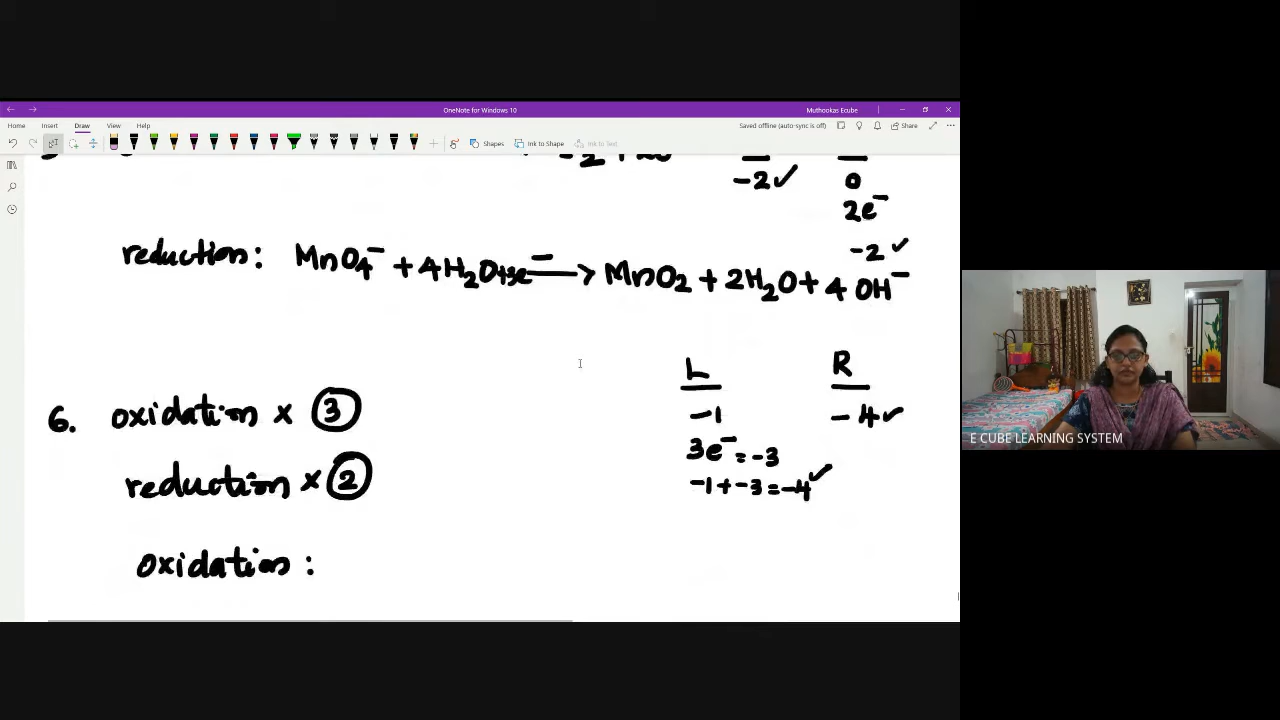 OneNote for Windows 10
Muthookas Ecube
Home Insert Draw View Help
Saved offline (auto-sync is off) Share
Shapes Ink to Shape Ink to Text
-2 ✓ 0
2e⁻
-2 ✓
reduction: MnO₄⁻ + 4H₂O+3e⁻ → MnO₂ + 2H₂O + 4OH⁻
L R
-1 -4 ✓
3e⁻ = -3
-1 + -3 = -4 ✓
6. oxidation × ③
reduction × ②
oxidation :
E CUBE LEARNING SYSTEM